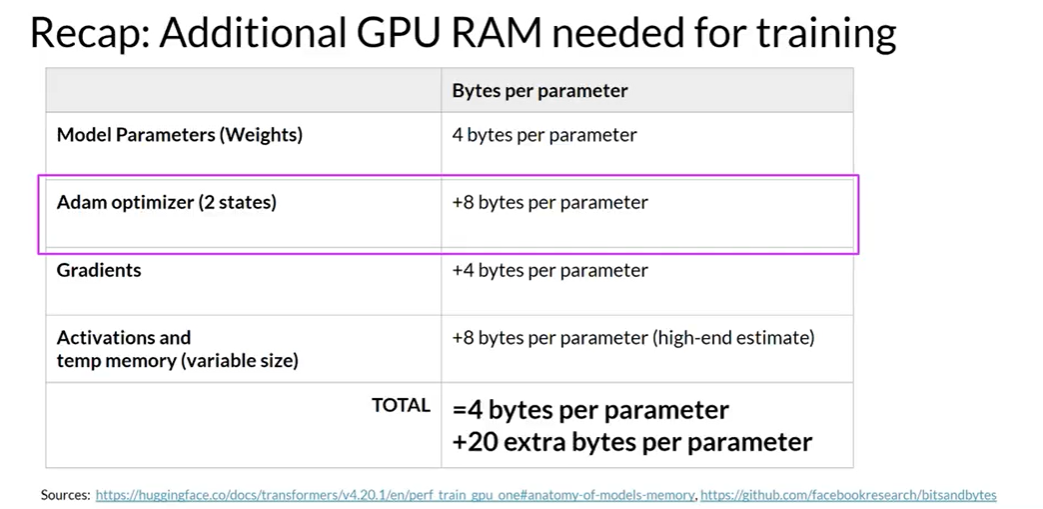 Recap: Additional GPU RAM needed for training
Bytes per parameter
Model Parameters (Weights) 4 bytes per parameter
Adam optimizer (2 states) +8 bytes per parameter
Gradients +4 bytes per parameter
Activations and +8 bytes per parameter (high-end estimate)
temp memory (variable size)
TOTAL =4 bytes per parameter
+20 extra bytes per parameter
Sources: https://huggingface.co/docs/transformers/v4.20.1/en/perf_train_gpu_one#anatomy-of-models-memory, https://github.com/facebookresearch/bitsandbytes